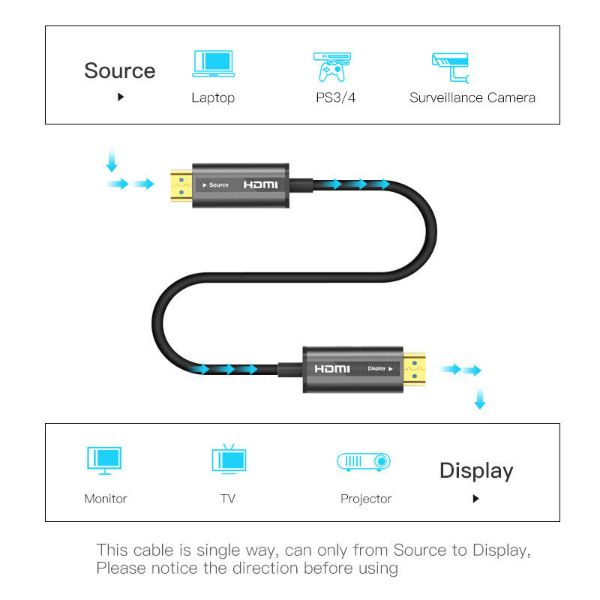 Source
Laptop
PS3/4
Surveillance Camera
Source HDMI
HDMI Display
Monitor
TV
Projector
Display
This cable is single way, can only from Source to Display,
Please notice the direction before using